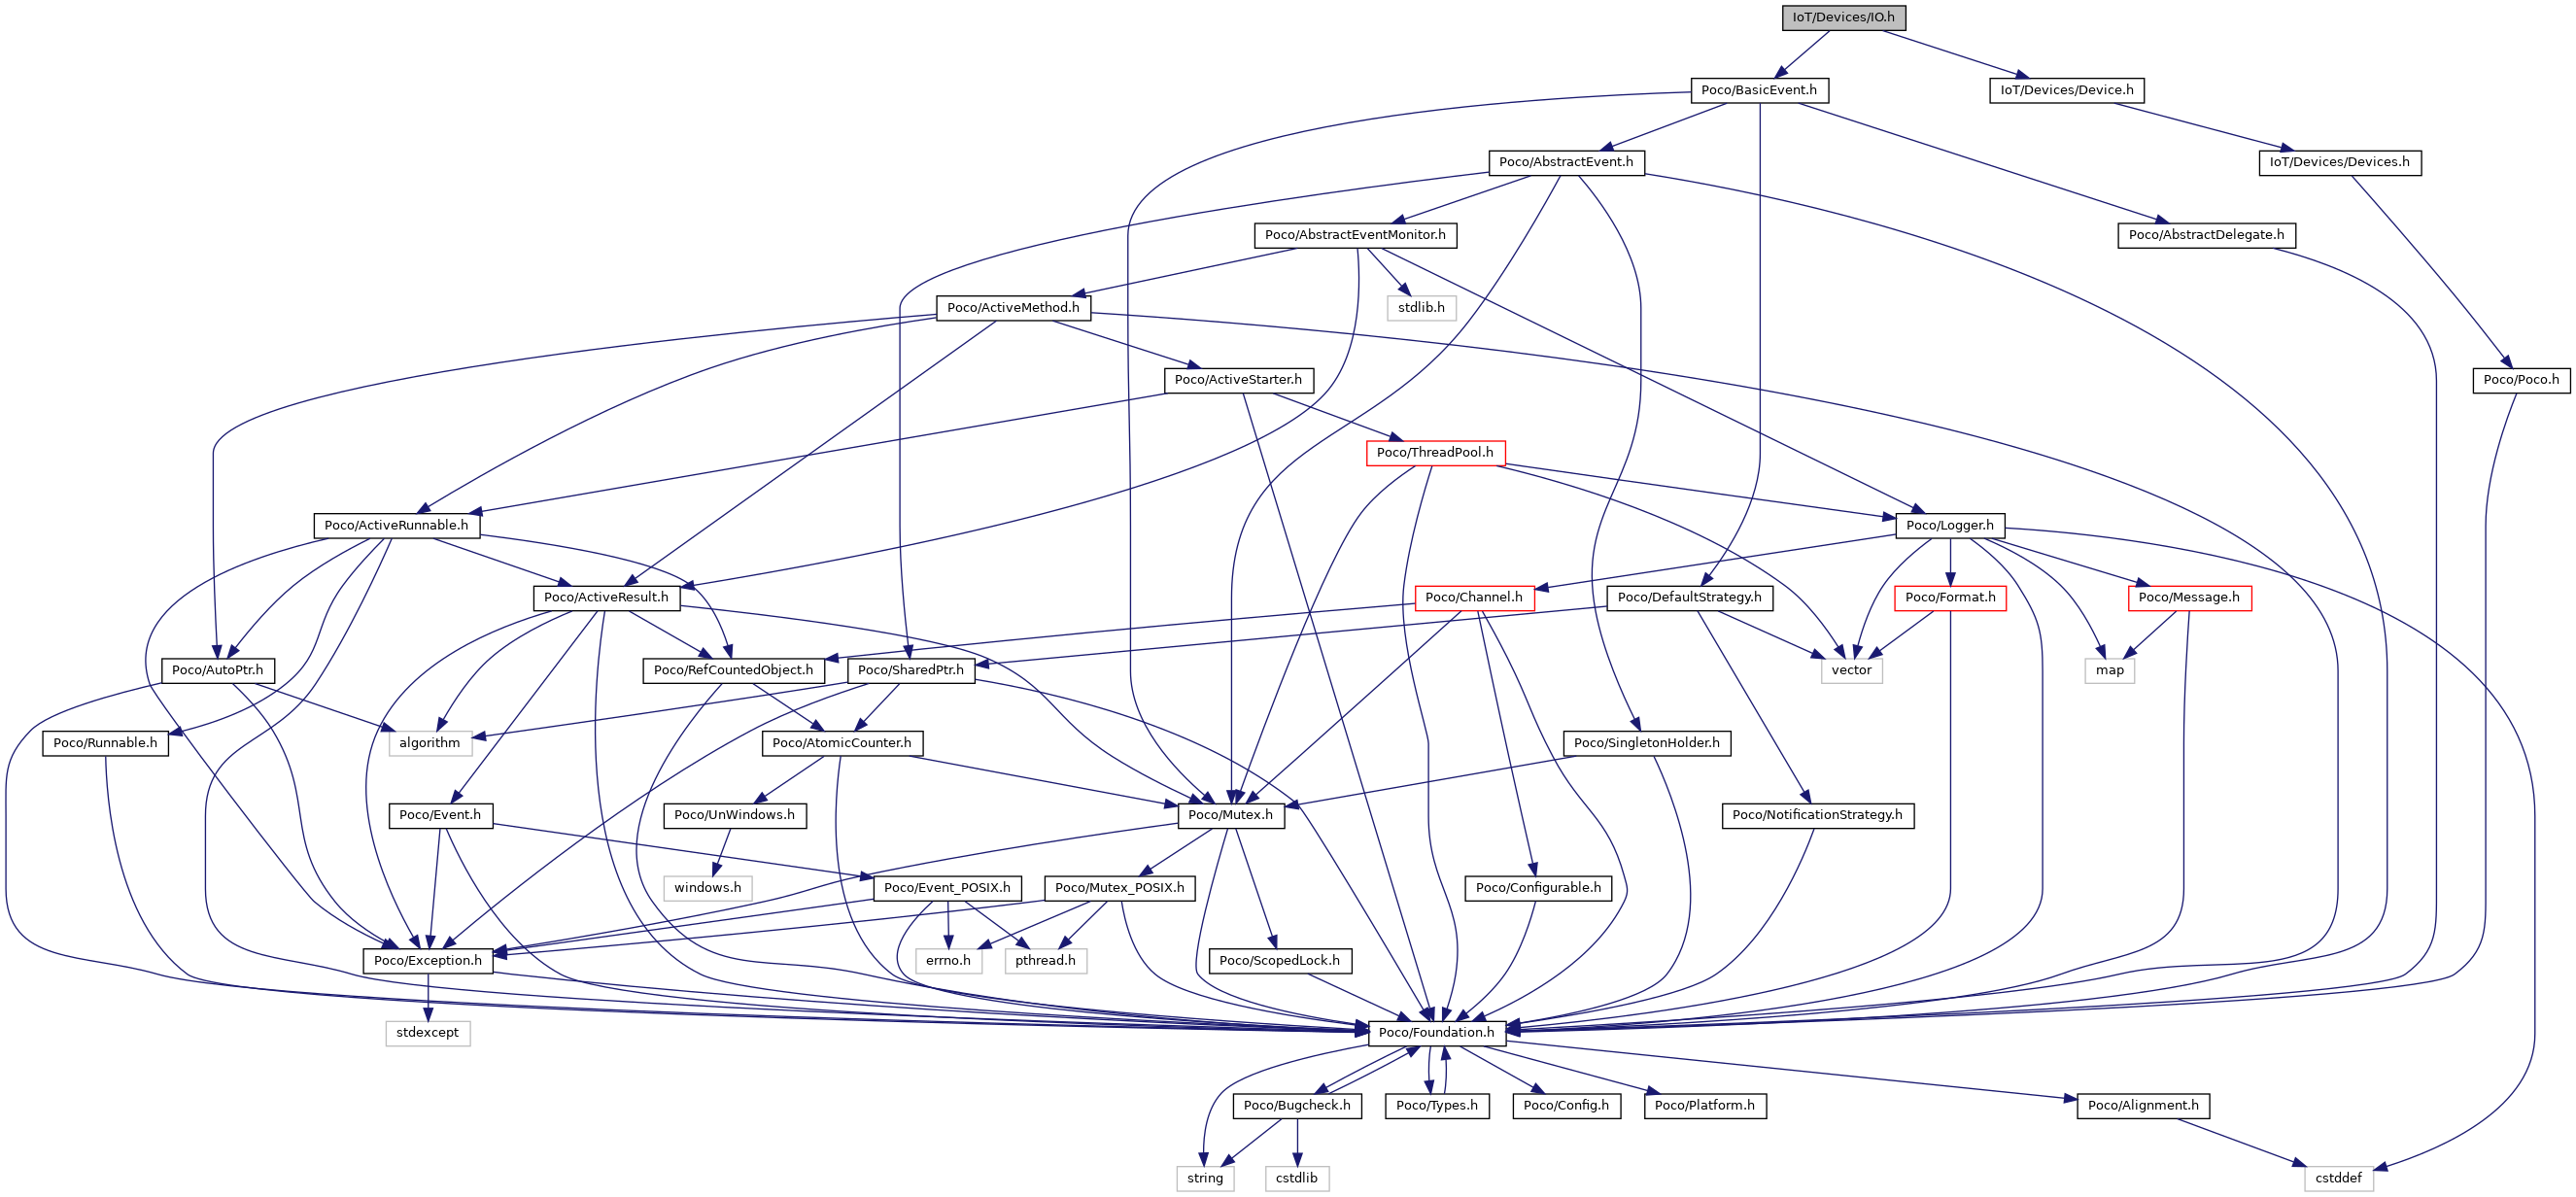 IoT/Devices/IO.h
Poco/BasicEvent.h
IoT/Devices/Device.h
Poco/AbstractEvent.h
IoT/Devices/Devices.h
Poco/AbstractEventMonitor.h
Poco/AbstractDelegate.h
Poco/ActiveMethod.h
stdlib.h
Poco/ActiveStarter.h
Poco/Poco.h
Poco/ThreadPool.h
Poco/ActiveRunnable.h
Poco/Logger.h
Poco/ActiveResult.h
Poco/Channel.h
Poco/DefaultStrategy.h
Poco/Format.h
Poco/Message.h
Poco/AutoPtr.h
Poco/RefCountedObject.h
Poco/SharedPtr.h
vector
map
Poco/Runnable.h
algorithm
Poco/AtomicCounter.h
Poco/SingletonHolder.h
Poco/Event.h
Poco/UnWindows.h
Poco/Mutex.h
Poco/NotificationStrategy.h
windows.h
Poco/Event_POSIX.h
Poco/Mutex_POSIX.h
Poco/Configurable.h
Poco/Exception.h
errno.h
pthread.h
Poco/ScopedLock.h
stdexcept
Poco/Foundation.h
Poco/Bugcheck.h
Poco/Types.h
Poco/Config.h
Poco/Platform.h
Poco/Alignment.h
string
cstdlib
cstddef